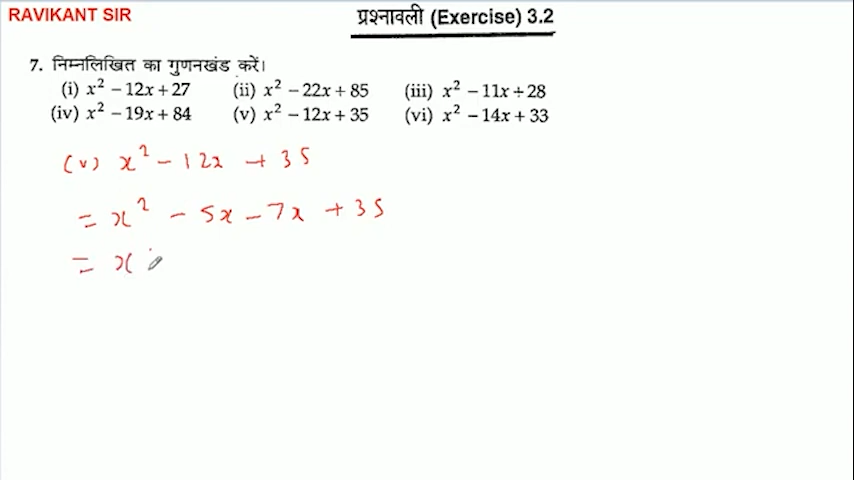 RAVIKANT SIR
प्रश्नावली (Exercise) 3.2
7. निम्नलिखित का गुणनखंड करें।
(i) x² − 12x + 27 (ii) x² − 22x + 85 (iii) x² − 11x + 28
(iv) x² − 19x + 84 (v) x² − 12x + 35 (vi) x² − 14x + 33
(v) x² − 12x + 35
= x² − 5x − 7x + 35
= x